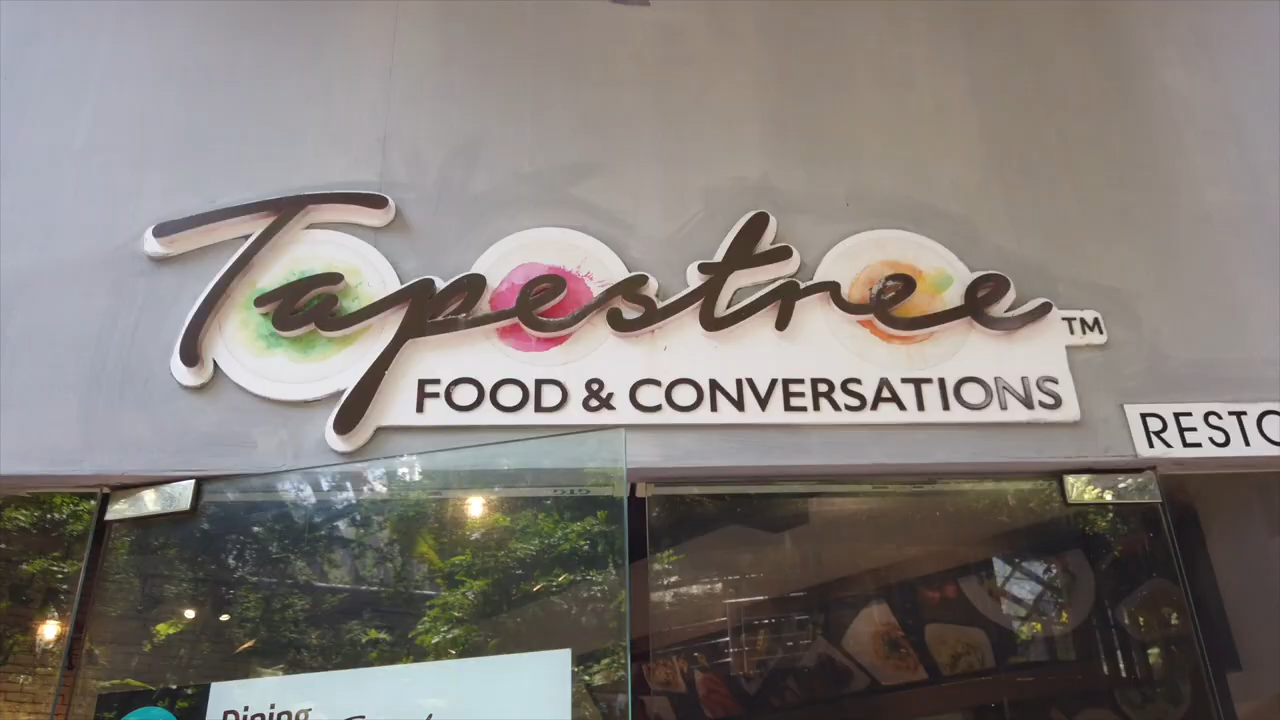 Tapestree
TM
FOOD & CONVERSATIONS
RESTO
Dining